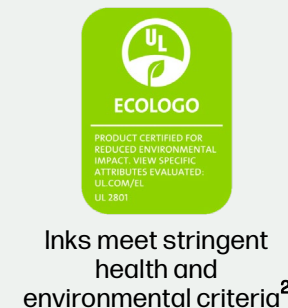 UL
ECOLOGO
PRODUCT CERTIFIED FOR
REDUCED ENVIRONMENTAL
IMPACT. VIEW SPECIFIC
ATTRIBUTES EVALUATED:
UL.COM/EL
UL 2801
Inks meet stringent
health and
environmental criteria²